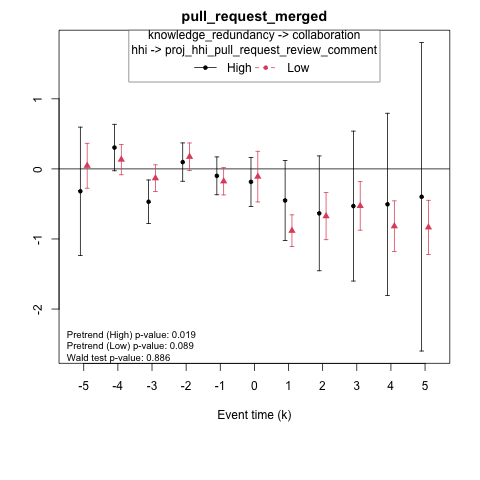 pull_request_merged
knowledge_redundancy -> collaboration
hhi -> proj_hhi_pull_request_review_comment
High Low
1
0
-1
-2
Pretrend (High) p-value: 0.019
Pretrend (Low) p-value: 0.089
Wald test p-value: 0.886
-5 -4 -3 -2 -1 0 1 2 3 4 5
Event time (k)